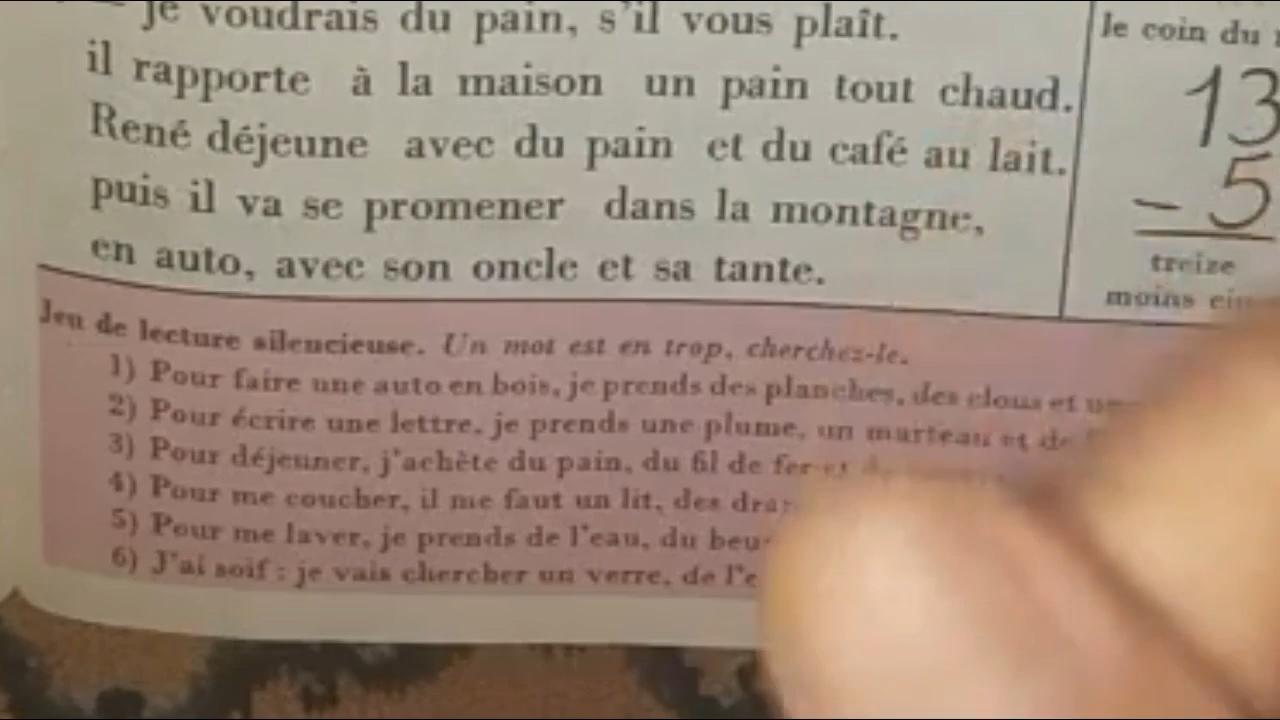 je voudrais du pain, s'il vous plaît.
il rapporte à la maison un pain tout chaud.
René déjeune avec du pain et du café au lait.
puis il va se promener dans la montagne,
en auto, avec son oncle et sa tante.
le coin du
13
- 5
treize
moins
Jeu de lecture silencieuse. Un mot est en trop, cherchez-le.
1) Pour faire une auto en bois, je prends des planches, des clous et
2) Pour écrire une lettre, je prends une plume, un marteau et de
3) Pour déjeuner, j'achète du pain, du fil de fer et
4) Pour me coucher, il me faut un lit, des
5) Pour me laver, je prends de l'eau, du
6) J'ai soif : je vais chercher un verre, de